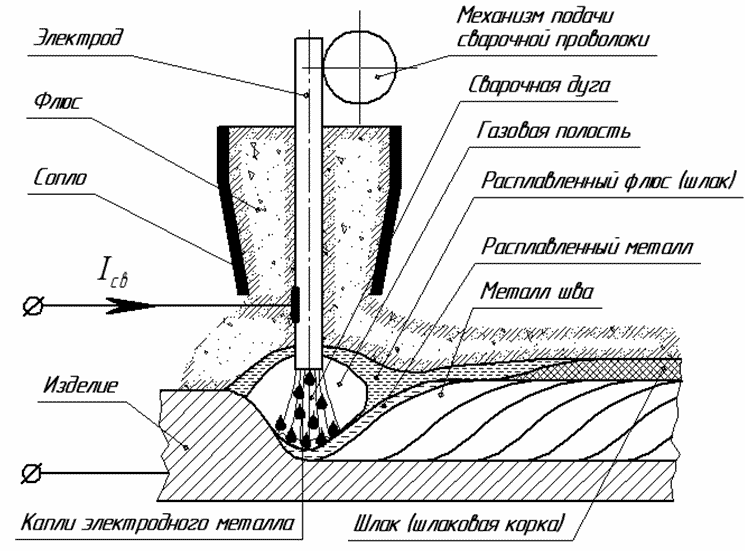 Электрод
Механизм подачи
сварочной проволоки
Флюс
Сварочная дуга
Газовая полость
Сопло
Расплавленный флюс (шлак)
Расплавленный металл
Iсв
Металл шва
Изделие
Капли электродного металла
Шлак (шлаковая корка)